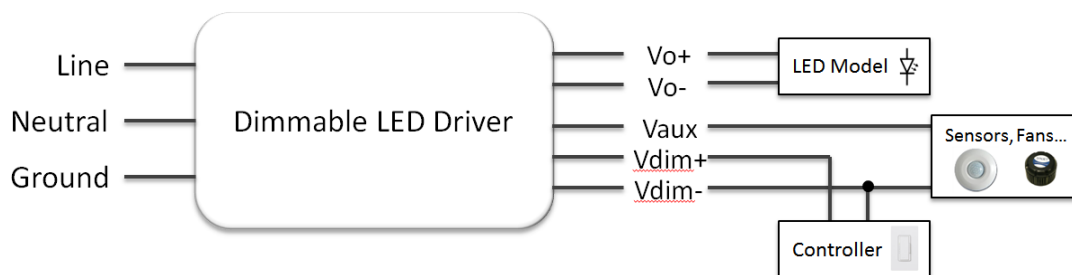 Line
Neutral
Ground
Dimmable LED Driver
Vo+
Vo-
Vaux
Vdim+
Vdim-
LED Model
Sensors, Fans...
Controller